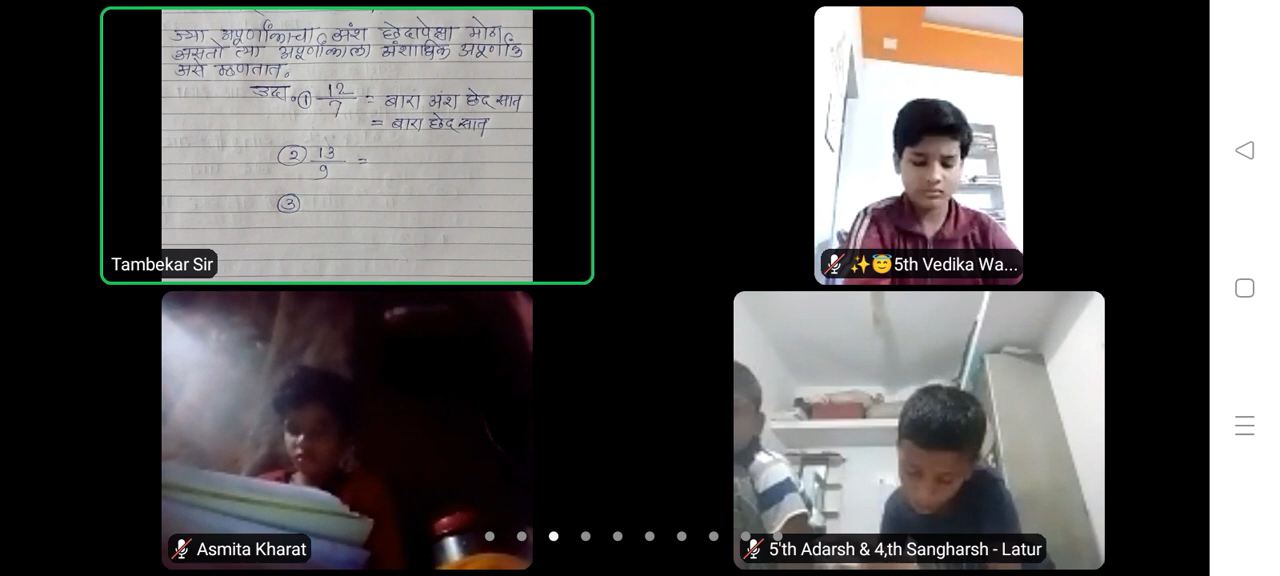 ज्या अपूर्णांकाचा अंश छेदापेक्षा मोठा
असतो त्या अपूर्णांकाला अंशाधिक अपूर्णांक
असे म्हणतात.
उदा. ① 12/7 = बारा अंश छेद सात
= बारा छेद सात
② 13/9 =
③
Tambekar Sir
✨😇5th Vedika Wa...
Asmita Kharat
5'th Adarsh & 4,th Sangharsh - Latur